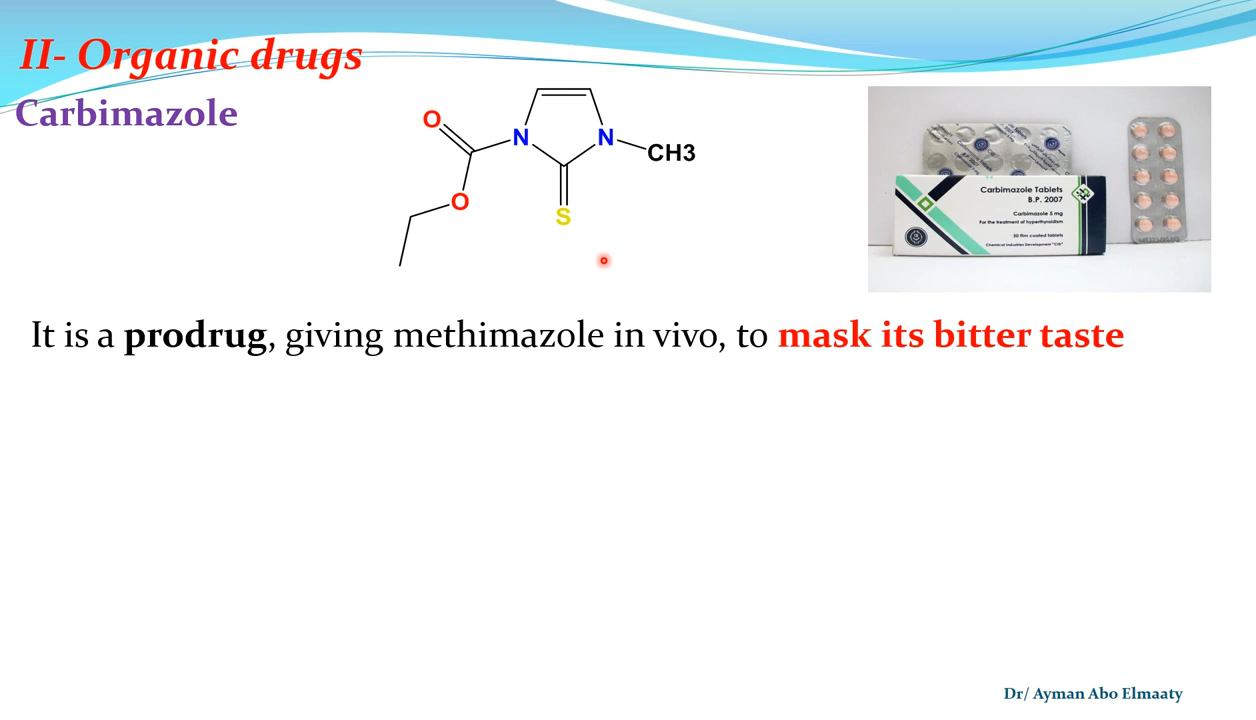 II- Organic drugs
Carbimazole
O
N
N
CH3
O
S
Carbimazole Tablets
B.P. 2007
Carbimazole 5 mg
For the treatment of hyperthyroidism
50 film coated tablets
Chemical Industries Development "CID"
It is a prodrug, giving methimazole in vivo, to mask its bitter taste
Dr/ Ayman Abo Elmaaty